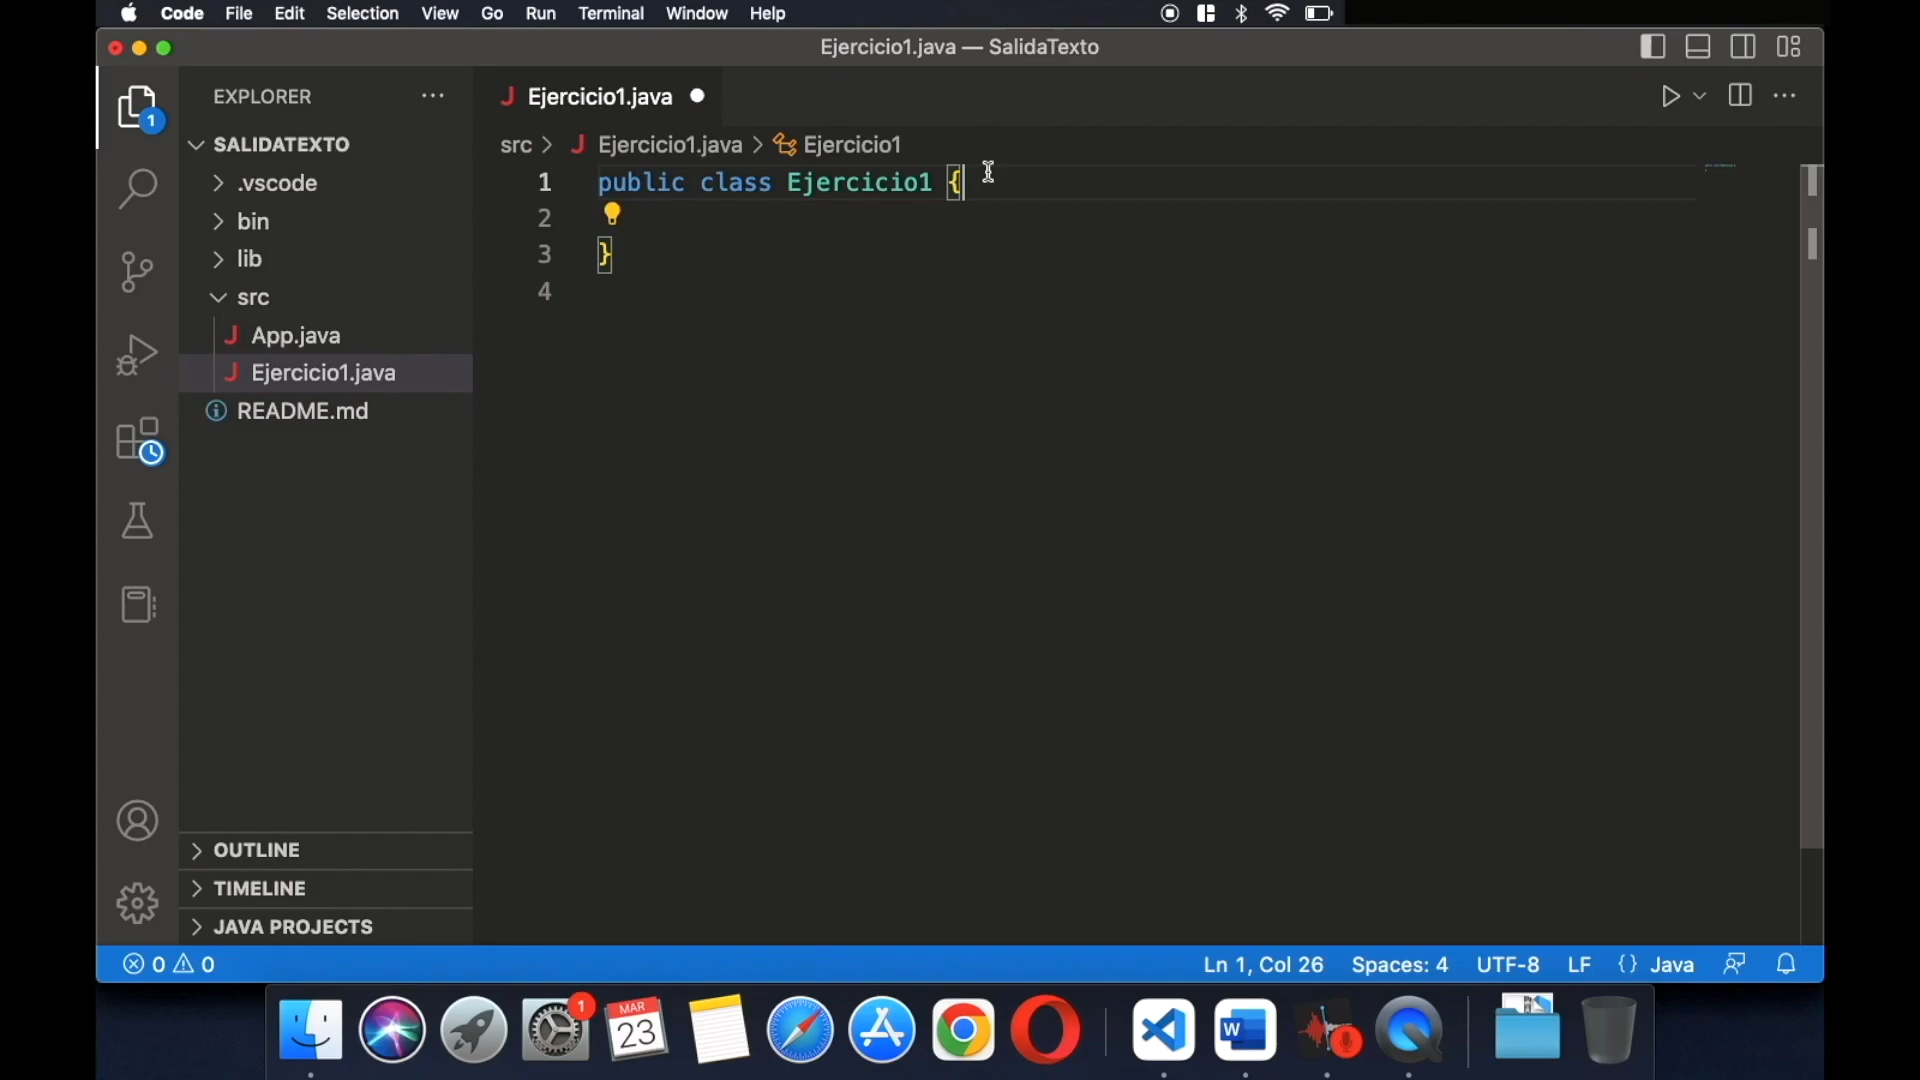 Code File Edit Selection View Go Run Terminal Window Help
Ejercicio1.java — SalidaTexto
EXPLORER
Ejercicio1.java
1
SALIDATEXTO
src > Ejercicio1.java > Ejercicio1
.vscode
1 public class Ejercicio1 {
bin
2
lib
3 }
src
4
App.java
Ejercicio1.java
README.md
OUTLINE
TIMELINE
JAVA PROJECTS
0 0
Ln 1, Col 26 Spaces: 4 UTF-8 LF {} Java
1
MAR
23
W